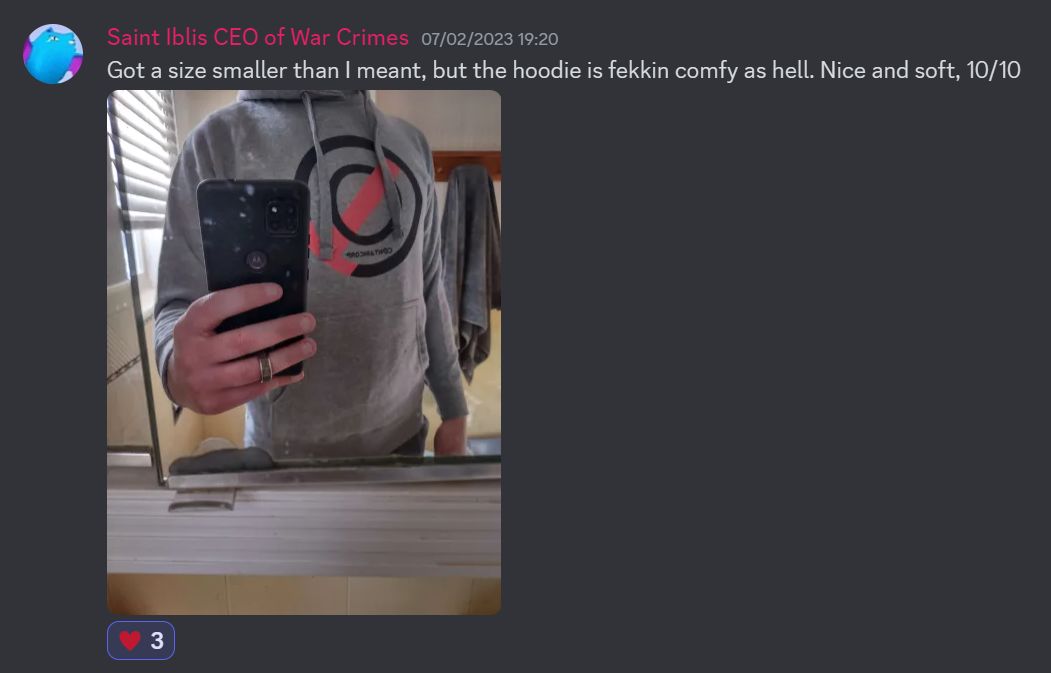 Saint Iblis CEO of War Crimes 07/02/2023 19:20
Got a size smaller than I meant, but the hoodie is fekkin comfy as hell. Nice and soft, 10/10
3